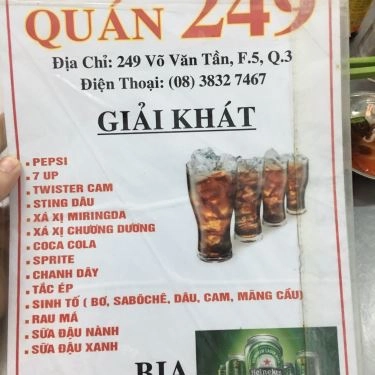 QUÁN 249
Địa Chỉ: 249 Võ Văn Tần, F.5, Q.3
Điện Thoại: (08) 3832 7467
GIẢI KHÁT
. PEPSI
. 7 UP
. TWISTER CAM
. STING DÂU
. XÁ XỊ MIRINGDA
. XÁ XỊ CHƯƠNG DƯƠNG
. COCA COLA
. SPRITE
. CHANH DÂY
. TẮC ÉP
. SINH TỐ ( BƠ, SABÔCHÊ, DÂU, CAM, MÃNG CẦU)
. RAU MÁ
. SỮA ĐẬU NÀNH
. SỮA ĐẬU XANH
BIA
Heineken